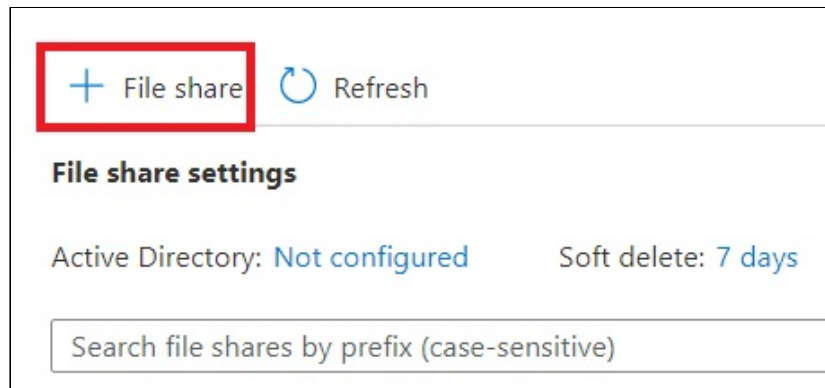 + File share Refresh
File share settings
Active Directory: Not configured Soft delete: 7 days
Search file shares by prefix (case-sensitive)